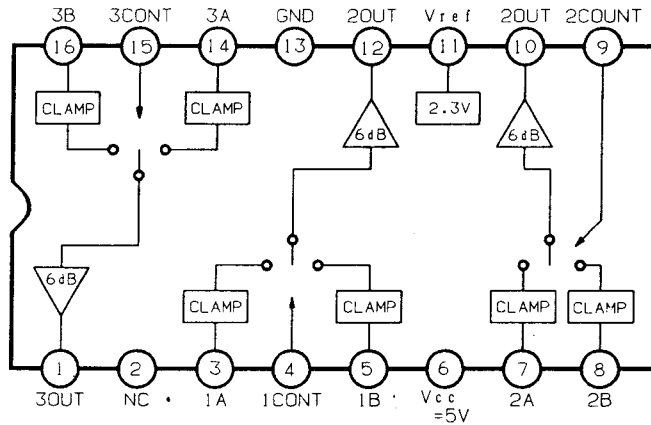 3B 3CONT 3A GND 2OUT Vref 2OUT 2COUNT
16 15 14 13 12 11 10 9
CLAMP CLAMP 2.3V
6dB 6dB
6dB
CLAMP CLAMP CLAMP CLAMP
1 2 3 4 5 6 7 8
3OUT NC 1A 1CONT 1B Vcc 2A 2B
=5V